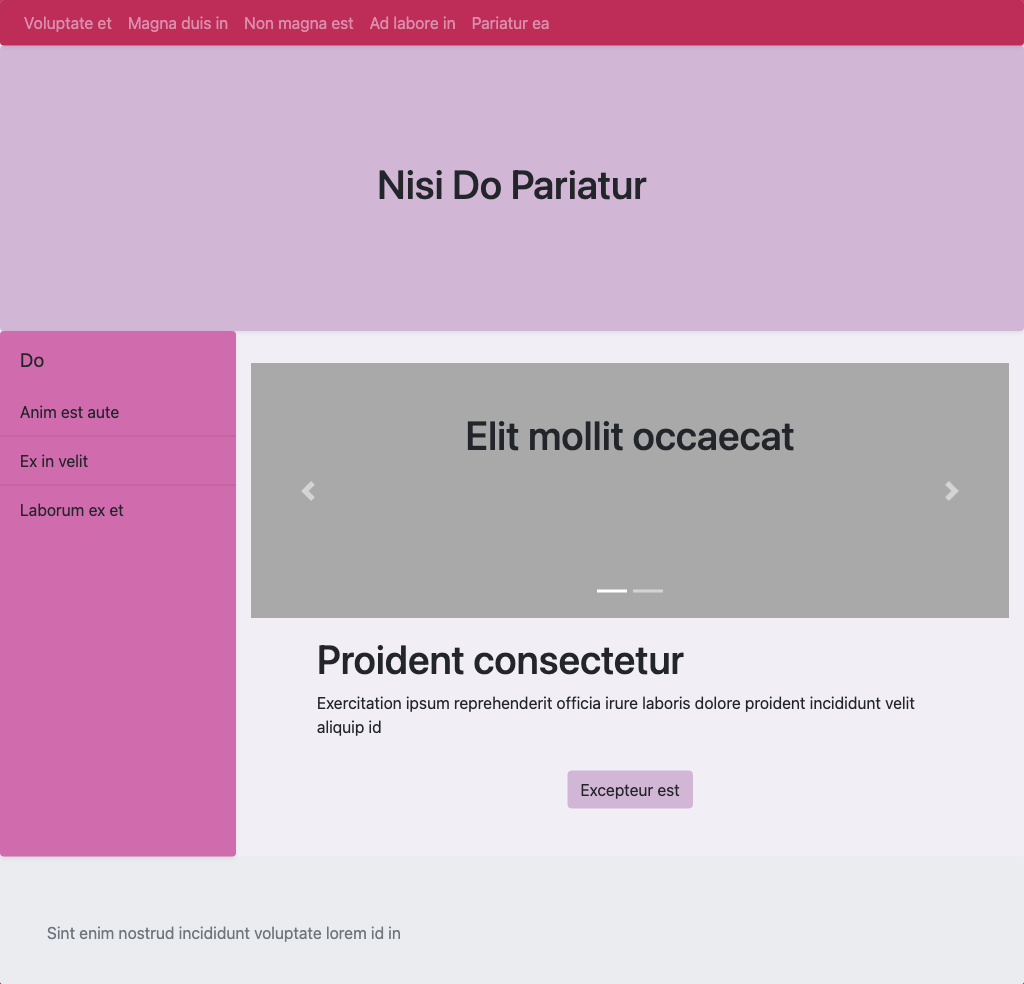 Voluptate et Magna duis in Non magna est Ad labore in Pariatur ea
Nisi Do Pariatur
Do
Anim est aute
Ex in velit
Laborum ex et
Elit mollit occaecat
Proident consectetur
Exercitation ipsum reprehenderit officia irure laboris dolore proident incididunt velit
aliquip id
Excepteur est
Sint enim nostrud incididunt voluptate lorem id in